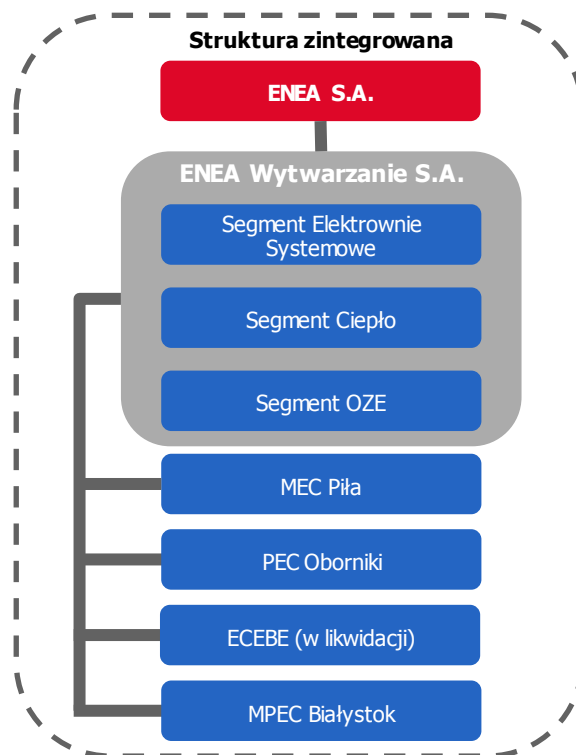 Struktura zintegrowana
ENEA S.A.
ENEA Wytwarzanie S.A.
Segment Elektrownie
Systemowe
Segment Ciepło
Segment OZE
MEC Piła
PEC Oborniki
ECEBE (w likwidacji)
MPEC Białystok